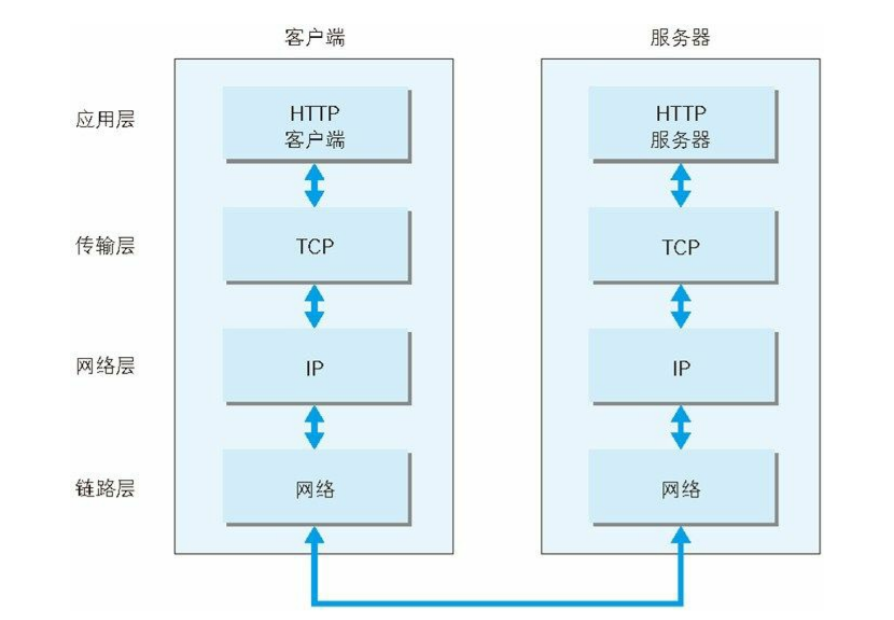 客户端 服务器
应用层 HTTP HTTP
客户端 服务器
传输层 TCP TCP
网络层 IP IP
链路层 网络 网络